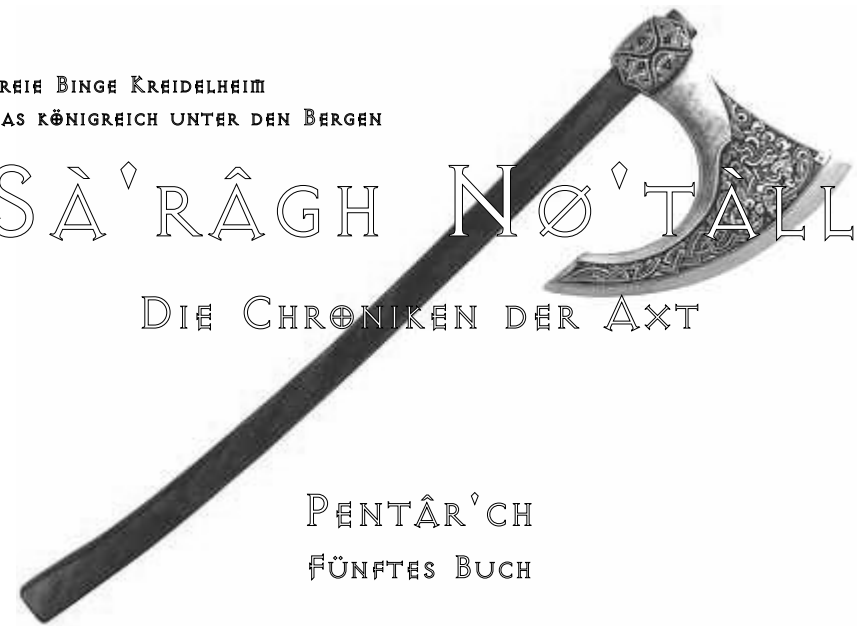 reie Binge Kreidelheim
as königreich unter den Bergen
Sà'râgh Nø'tàll
Die Chroniken der Axt
Pentâr'ch
Fünftes Buch